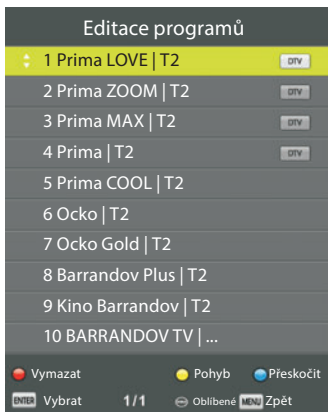 Editace programů
1 Prima LOVE | T2 DTV
2 Prima ZOOM | T2 DTV
3 Prima MAX | T2 DTV
4 Prima | T2 DTV
5 Prima COOL | T2
6 Ocko | T2
7 Ocko Gold | T2
8 Barrandov Plus | T2
9 Kino Barrandov | T2
10 BARRANDOV TV | ...
Vymazat Pohyb Přeskočit
ENTER Vybrat 1/1 Oblíbené MENU Zpět